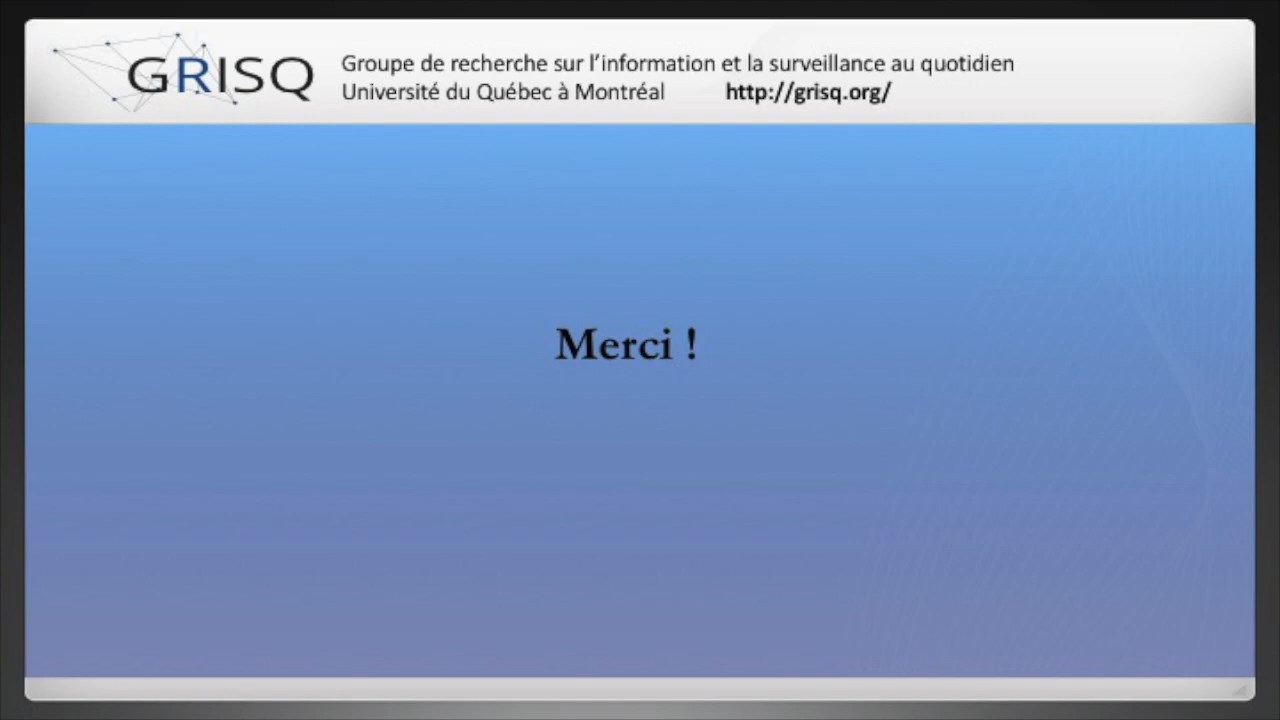 GRISQ
Groupe de recherche sur l’information et la surveillance au quotidien
Université du Québec à Montréal http://grisq.org/
Merci !